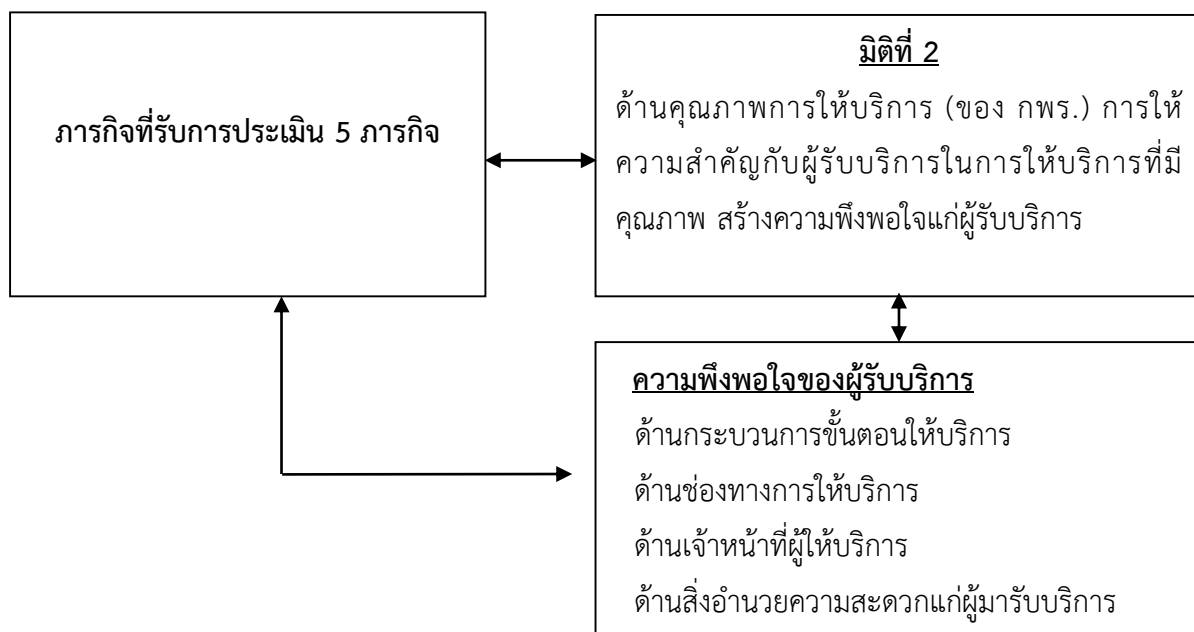 ภารกิจที่รับการประเมิน 5 ภารกิจ
มิติที่ 2
ด้านคุณภาพการให้บริการ (ของ กพร.) การให้
ความสำคัญกับผู้รับบริการในการให้บริการที่มี
คุณภาพ สร้างความพึงพอใจแก่ผู้รับบริการ
ความพึงพอใจของผู้รับบริการ
ด้านกระบวนการขั้นตอนให้บริการ
ด้านช่องทางการให้บริการ
ด้านเจ้าหน้าที่ผู้ให้บริการ
ด้านสิ่งอำนวยความสะดวกแก่ผู้มารับบริการ